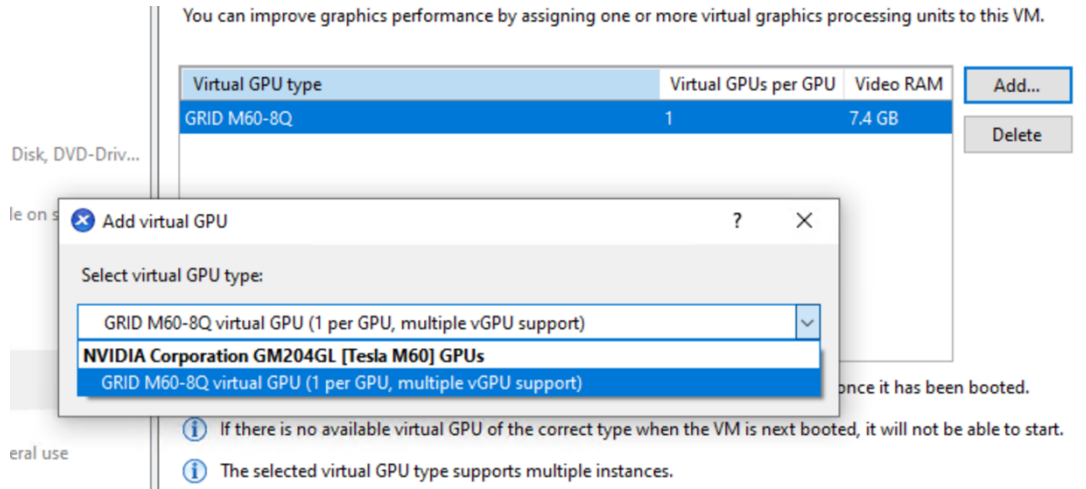 You can improve graphics performance by assigning one or more virtual graphics processing units to this VM.
Virtual GPU type Virtual GPUs per GPU Video RAM Add...
GRID M60-8Q 1 7.4 GB
Delete
Disk, DVD-Driv...
le on s
Add virtual GPU ?
Select virtual GPU type:
GRID M60-8Q virtual GPU (1 per GPU, multiple vGPU support)
NVIDIA Corporation GM204GL [Tesla M60] GPUs
GRID M60-8Q virtual GPU (1 per GPU, multiple vGPU support)
once it has been booted.
If there is no available virtual GPU of the correct type when the VM is next booted, it will not be able to start.
eral use
The selected virtual GPU type supports multiple instances.